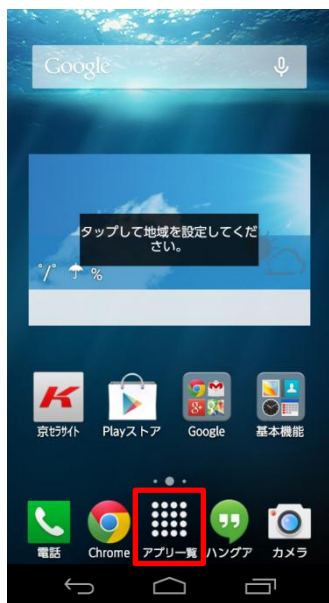 Google
タップして地域を設定してくだ
さい。
°/° %
京セラサイト Playストア Google 基本機能
電話 Chrome アプリ一覧 ハングア カメラ